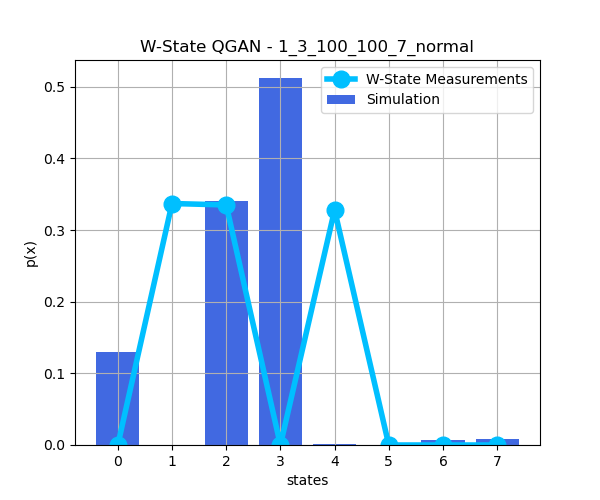 W-State QGAN - 1_3_100_100_7_normal
W-State Measurements
Simulation
p(x)
0.5
0.4
0.3
0.2
0.1
0.0
0 1 2 3 4 5 6 7
states